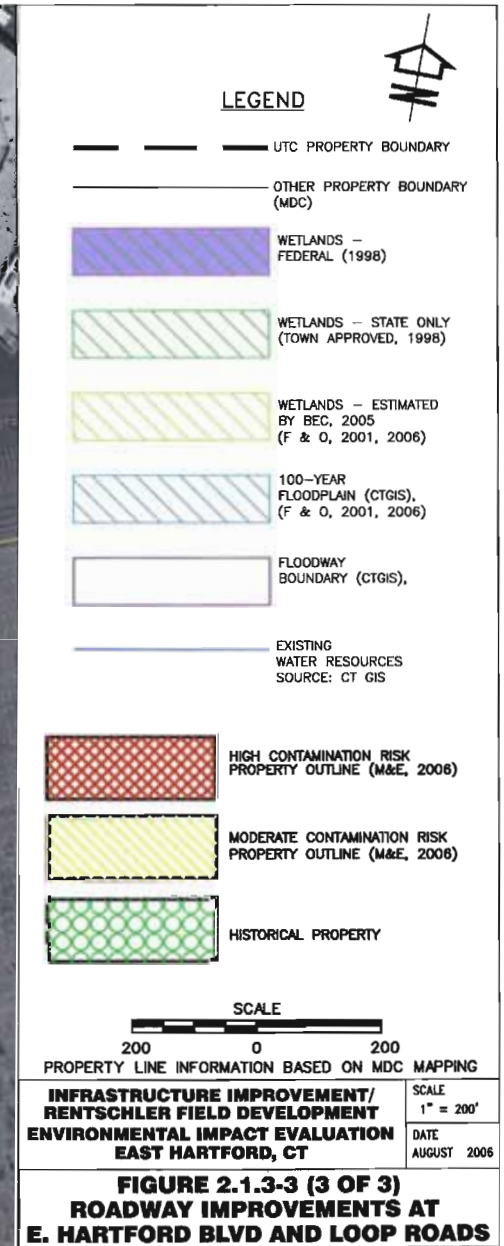 LEGEND
UTC PROPERTY BOUNDARY
OTHER PROPERTY BOUNDARY
(MDC)
WETLANDS –
FEDERAL (1998)
WETLANDS – STATE ONLY
(TOWN APPROVED, 1998)
WETLANDS – ESTIMATED
BY BEC, 2005
(F & O, 2001, 2006)
100–YEAR
FLOODPLAIN (CTGIS),
(F & O, 2001, 2006)
FLOODWAY
BOUNDARY (CTGIS),
EXISTING
WATER RESOURCES
SOURCE: CT GIS
HIGH CONTAMINATION RISK
PROPERTY OUTLINE (M&E, 2006)
MODERATE CONTAMINATION RISK
PROPERTY OUTLINE (M&E, 2006)
HISTORICAL PROPERTY
SCALE
200 0 200
PROPERTY LINE INFORMATION BASED ON MDC MAPPING
INFRASTRUCTURE IMPROVEMENT/
RENTSCHLER FIELD DEVELOPMENT
ENVIRONMENTAL IMPACT EVALUATION
EAST HARTFORD, CT
SCALE
1" = 200'
DATE
AUGUST 2006
FIGURE 2.1.3-3 (3 OF 3)
ROADWAY IMPROVEMENTS AT
E. HARTFORD BLVD AND LOOP ROADS